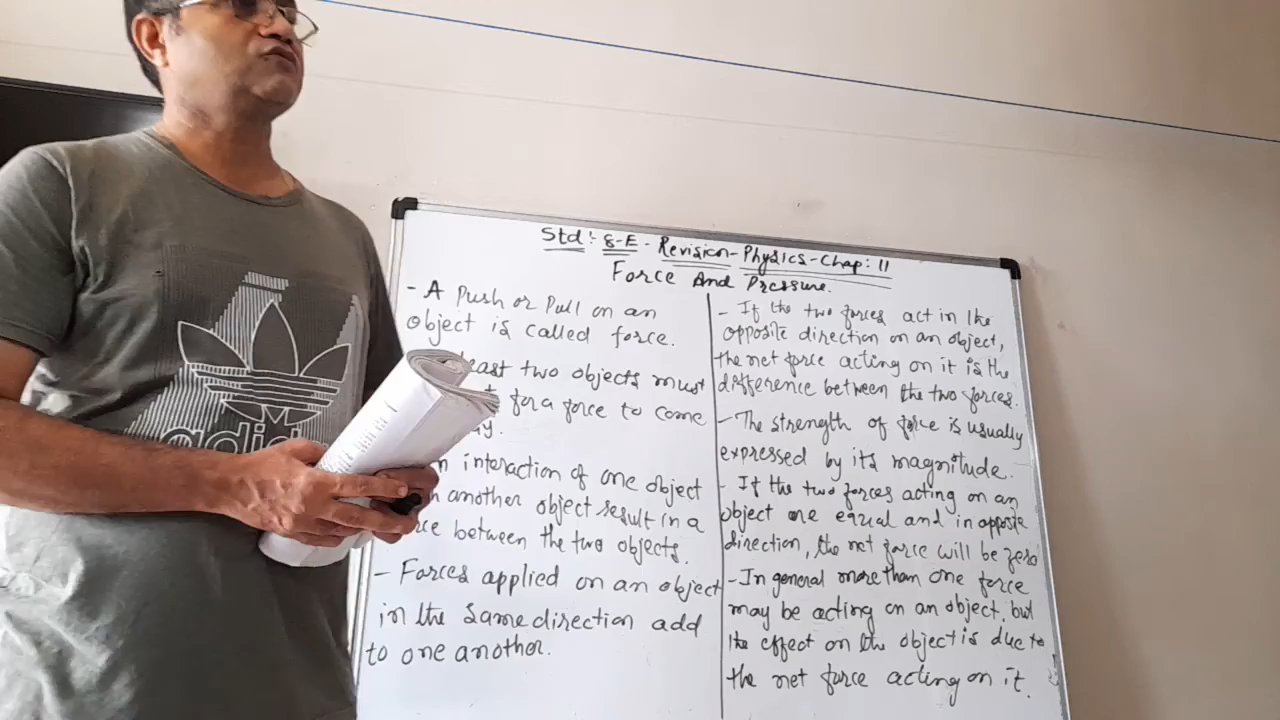 Std: 8-E - Revision - Physics - Chap: 11
Force And Pressure.
- A Push or Pull on an
object is called force.
least two objects must
for a force to come
interaction of one object
another object result in a
between the two objects.
- Forces applied on an object
in the same direction add
to one another.
- If the two forces act in the
opposite direction on an object,
the net force acting on it is the
difference between the two forces.
- The strength of force is usually
expressed by its magnitude.
- If the two forces acting on an
object are equal and in opposite
direction, the net force will be zero
- In general more than one force
may be acting on an object, but
the effect on the object is due to
the net force acting on it.
adidas